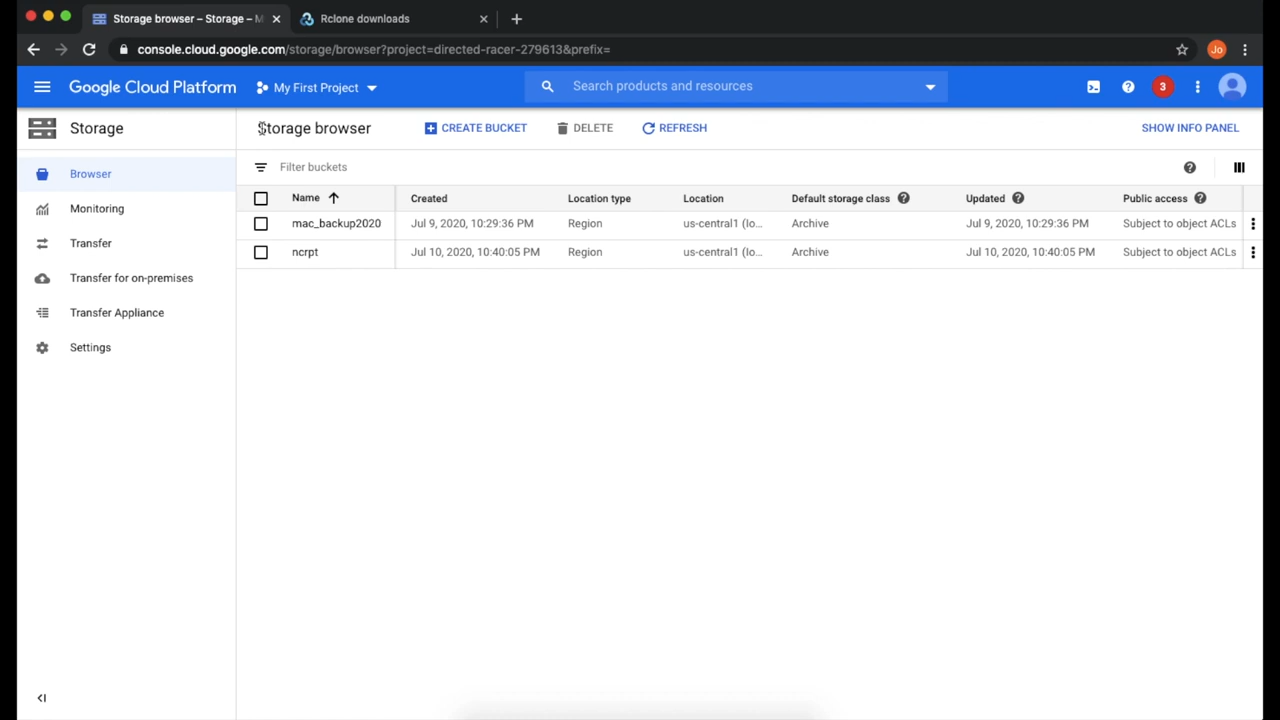 Storage browser – Storage – M
Rclone downloads
console.cloud.google.com/storage/browser?project=directed-racer-279613&prefix=
Jo
Google Cloud Platform
My First Project
Search products and resources
3
Storage
Storage browser
CREATE BUCKET
DELETE
REFRESH
SHOW INFO PANEL
Browser
Filter buckets
Monitoring
Transfer
Transfer for on-premises
Transfer Appliance
Settings
Name Created Location type Location Default storage class Updated Public access
mac_backup2020 Jul 9, 2020, 10:29:36 PM Region us-central1 (Io... Archive Jul 9, 2020, 10:29:36 PM Subject to object ACLs
ncrpt Jul 10, 2020, 10:40:05 PM Region us-central1 (Io... Archive Jul 10, 2020, 10:40:05 PM Subject to object ACLs